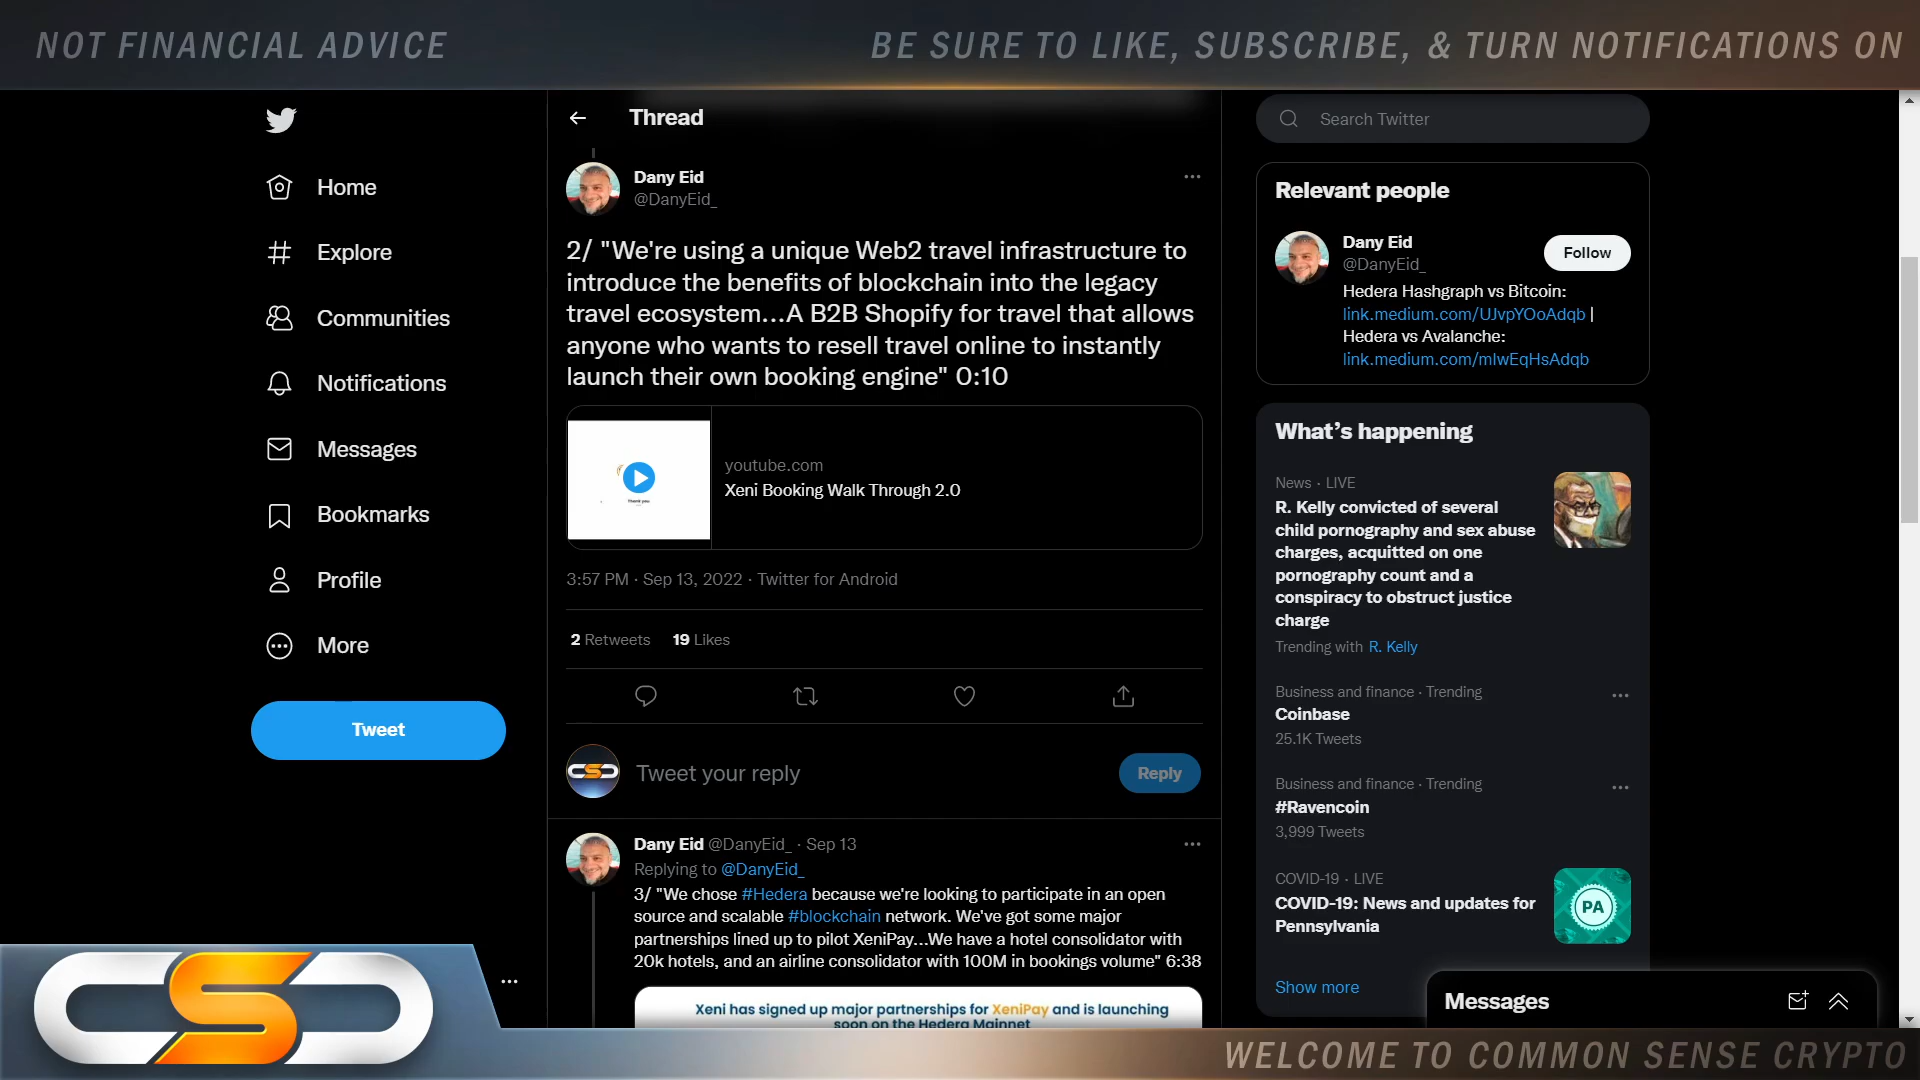 NOT FINANCIAL ADVICE
BE SURE TO LIKE, SUBSCRIBE, & TURN NOTIFICATIONS ON
Home
Explore
Communities
Notifications
Messages
Bookmarks
Profile
More
Tweet
Thread
Dany Eid
@DanyEid_
2/ "We're using a unique Web2 travel infrastructure to
introduce the benefits of blockchain into the legacy
travel ecosystem...A B2B Shopify for travel that allows
anyone who wants to resell travel online to instantly
launch their own booking engine" 0:10
Thank you
youtube.com
Xeni Booking Walk Through 2.0
3:57 PM · Sep 13, 2022 · Twitter for Android
2 Retweets 19 Likes
CSC
Tweet your reply
Reply
Dany Eid @DanyEid_ · Sep 13
Replying to @DanyEid_
3/ "We chose #Hedera because we're looking to participate in an open
source and scalable #blockchain network. We've got some major
partnerships lined up to pilot XeniPay...We have a hotel consolidator with
20k hotels, and an airline consolidator with 100M in bookings volume" 6:38
Xeni has signed up major partnerships for XeniPay and is launching
soon on the Hedera Mainnet
Search Twitter
Relevant people
Dany Eid
@DanyEid_
Follow
Hedera Hashgraph vs Bitcoin:
link.medium.com/UJvpYOoAdqb |
Hedera vs Avalanche:
link.medium.com/mIwEqHsAdqb
What's happening
News · LIVE
R. Kelly convicted of several
child pornography and sex abuse
charges, acquitted on one
pornography count and a
conspiracy to obstruct justice
charge
Trending with R. Kelly
Business and finance · Trending
Coinbase
25.1K Tweets
Business and finance · Trending
#Ravencoin
3,999 Tweets
COVID-19 · LIVE
COVID-19: News and updates for
Pennsylvania
PA
Show more
Messages
CSC
WELCOME TO COMMON SENSE CRYPTO